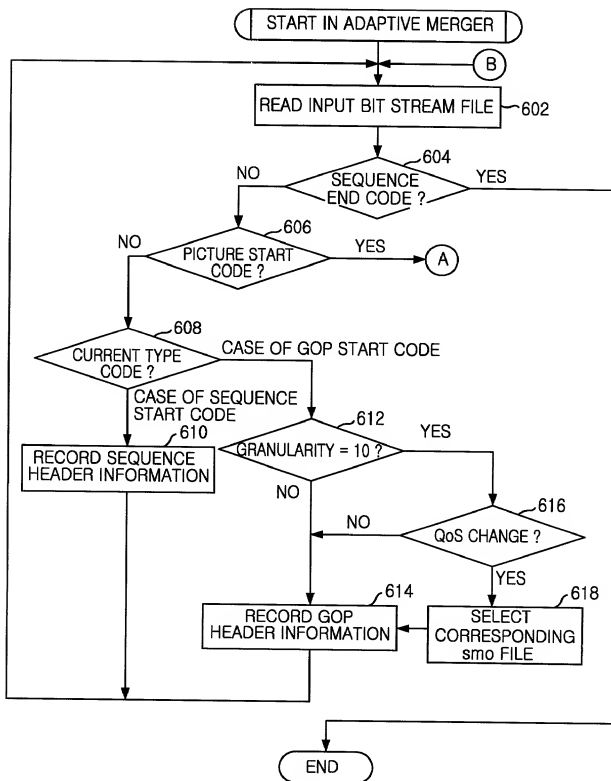 START IN ADAPTIVE MERGER
B
READ INPUT BIT STREAM FILE
602
604
NO
SEQUENCE
END CODE ?
YES
606
NO
PICTURE START
CODE ?
YES
A
608
CURRENT TYPE
CODE ?
CASE OF GOP START CODE
CASE OF SEQUENCE
START CODE
610
612
RECORD SEQUENCE
HEADER INFORMATION
GRANULARITY = 10 ?
YES
NO
616
NO
QoS CHANGE ?
YES
614
618
RECORD GOP
HEADER INFORMATION
SELECT
CORRESPONDING
smo FILE
END